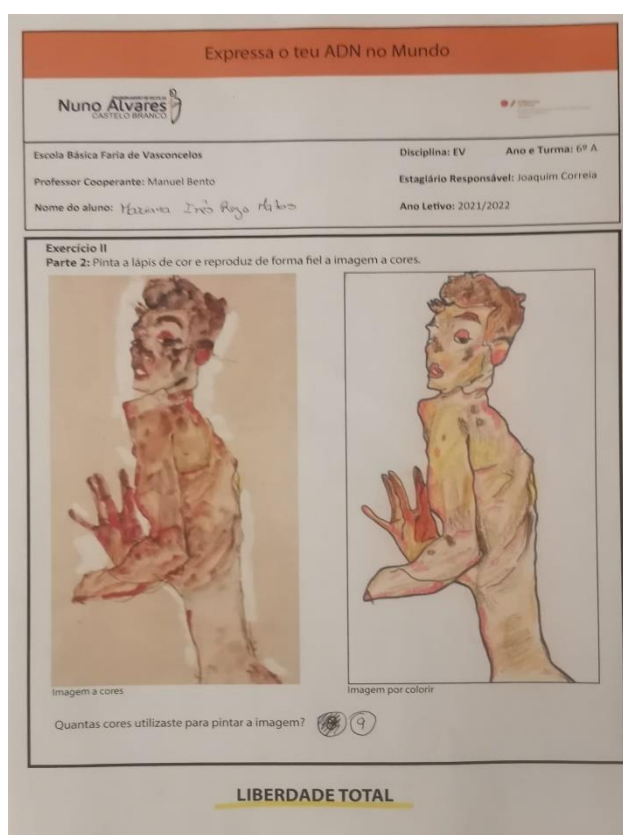 Expressa o teu ADN no Mundo
Nuno Álvares
CASTELO BRANCO
Escola Básica Faria de Vasconcelos
Disciplina: EV
Ano e Turma: 6º A
Professor Cooperante: Manuel Bento
Estagiário Responsável: Joaquim Correia
Nome do aluno: Mariana Inês Matos
Ano Letivo: 2021/2022
Exercício II
Parte 2: Pinta a lápis de cor e reproduz de forma fiel a imagem a cores.
Imagem a cores
Imagem por colorir
Quantas cores utilizaste para pintar a imagem? 9
LIBERDADE TOTAL